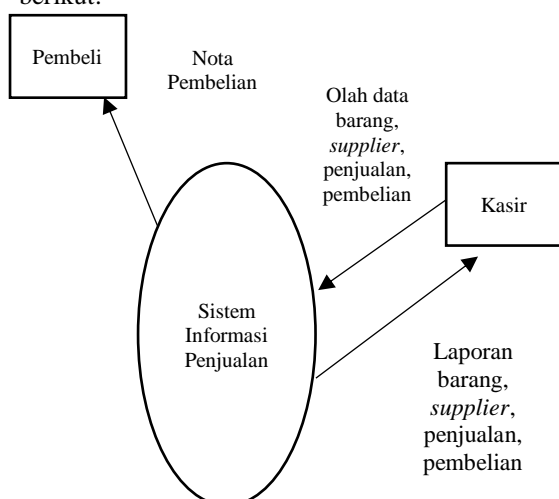 berikut:
Pembeli
Nota
Pembelian
Olah data
barang,
supplier,
penjualan,
pembelian
Kasir
Sistem
Informasi
Penjualan
Laporan
barang,
supplier,
penjualan,
pembelian